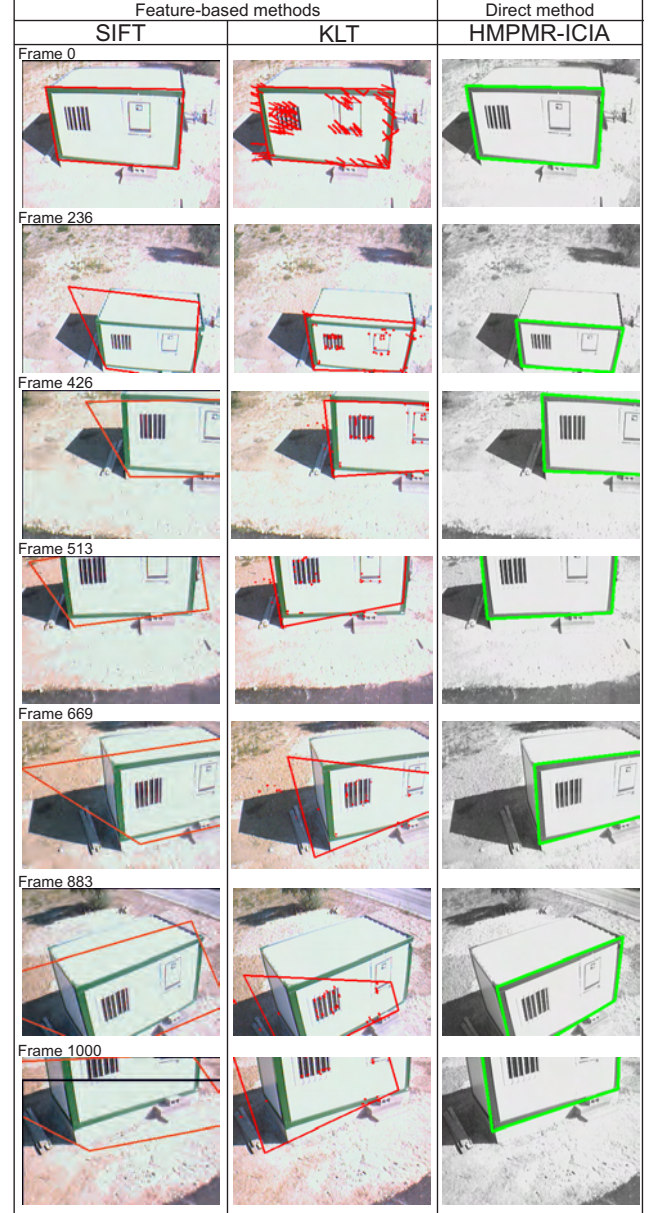 Feature-based methods Direct method
SIFT KLT HMPMR-ICIA
Frame 0
Frame 236
Frame 426
Frame 513
Frame 669
Frame 883
Frame 1000